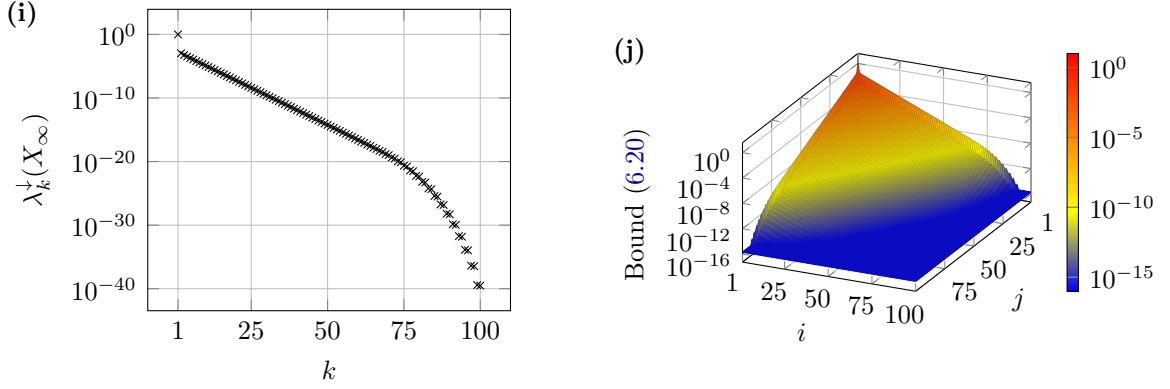 (i)
10^0
10^{-10}
10^{-20}
10^{-30}
10^{-40}
λ_k^↓(X_∞)
1 25 50 75 100
k
(j)
Bound (6.20)
10^0
10^{-4}
10^{-8}
10^{-12}
10^{-16}
1 25 50 75 100
i
1
25
50
75
j
10^0
10^{-5}
10^{-10}
10^{-15}